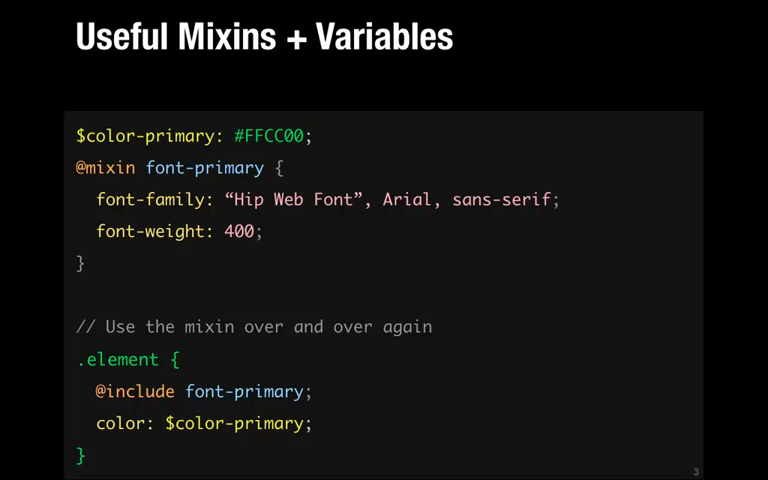 Useful Mixins + Variables
$color-primary: #FFCC00;
@mixin font-primary {
font-family: “Hip Web Font”, Arial, sans-serif;
font-weight: 400;
}
// Use the mixin over and over again
.element {
@include font-primary;
color: $color-primary;
}
3